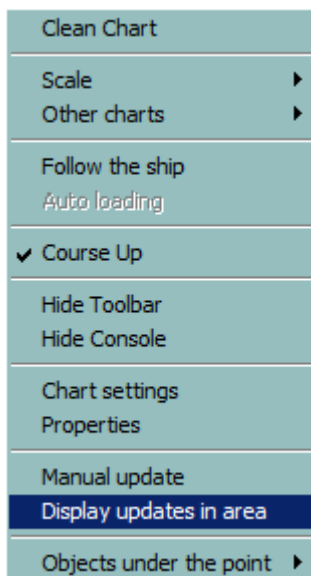 Clean Chart
Scale
Other charts
Follow the ship
Auto loading
Course Up
Hide Toolbar
Hide Console
Chart settings
Properties
Manual update
Display updates in area
Objects under the point